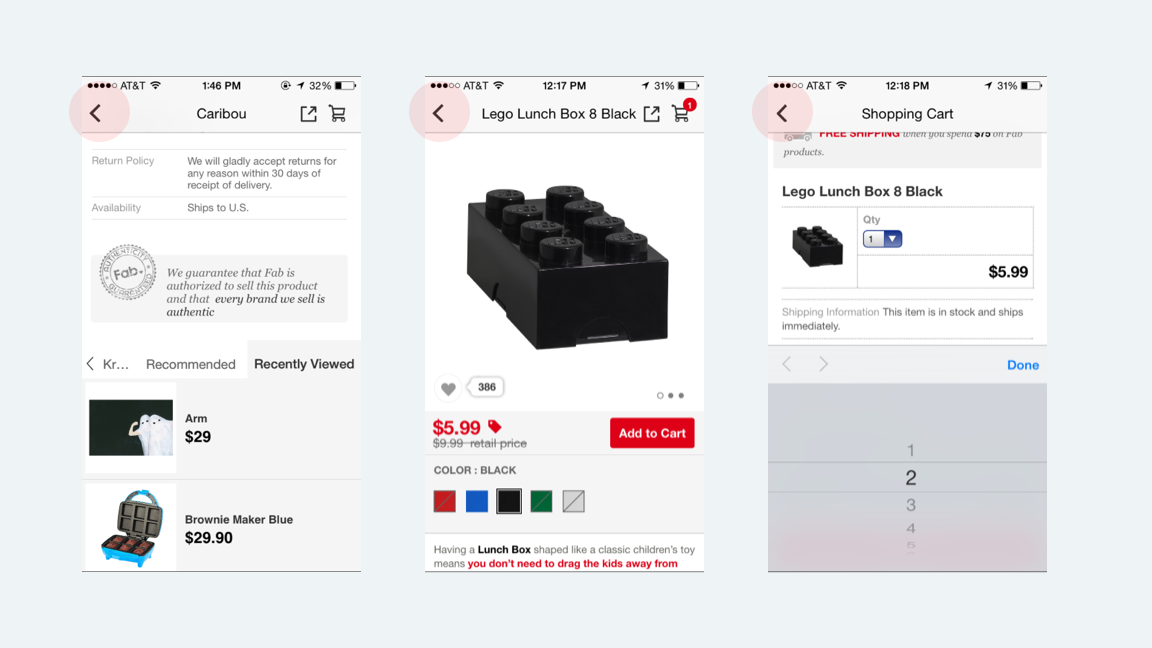 AT&T 1:46 PM 32%
Caribou
Return Policy We will gladly accept returns for
any reason within 30 days of
receipt of delivery.
Availability Ships to U.S.
AUTHENTICITY
Fab
GUARANTEED
We guarantee that Fab is
authorized to sell this product
and that every brand we sell is
authentic
Kr... Recommended Recently Viewed
Arm
$29
Brownie Maker Blue
$29.90
AT&T 12:17 PM 31%
Lego Lunch Box 8 Black 1
386
$5.99
$9.99 retail price
Add to Cart
COLOR : BLACK
Having a Lunch Box shaped like a classic children's toy
means you don't need to drag the kids away from
AT&T 12:18 PM 31%
Shopping Cart
FREE SHIPPING when you spend $75 on Fab
products.
Lego Lunch Box 8 Black
Qty
1
$5.99
Shipping Information This item is in stock and ships
immediately.
Done
1
2
3
4
5